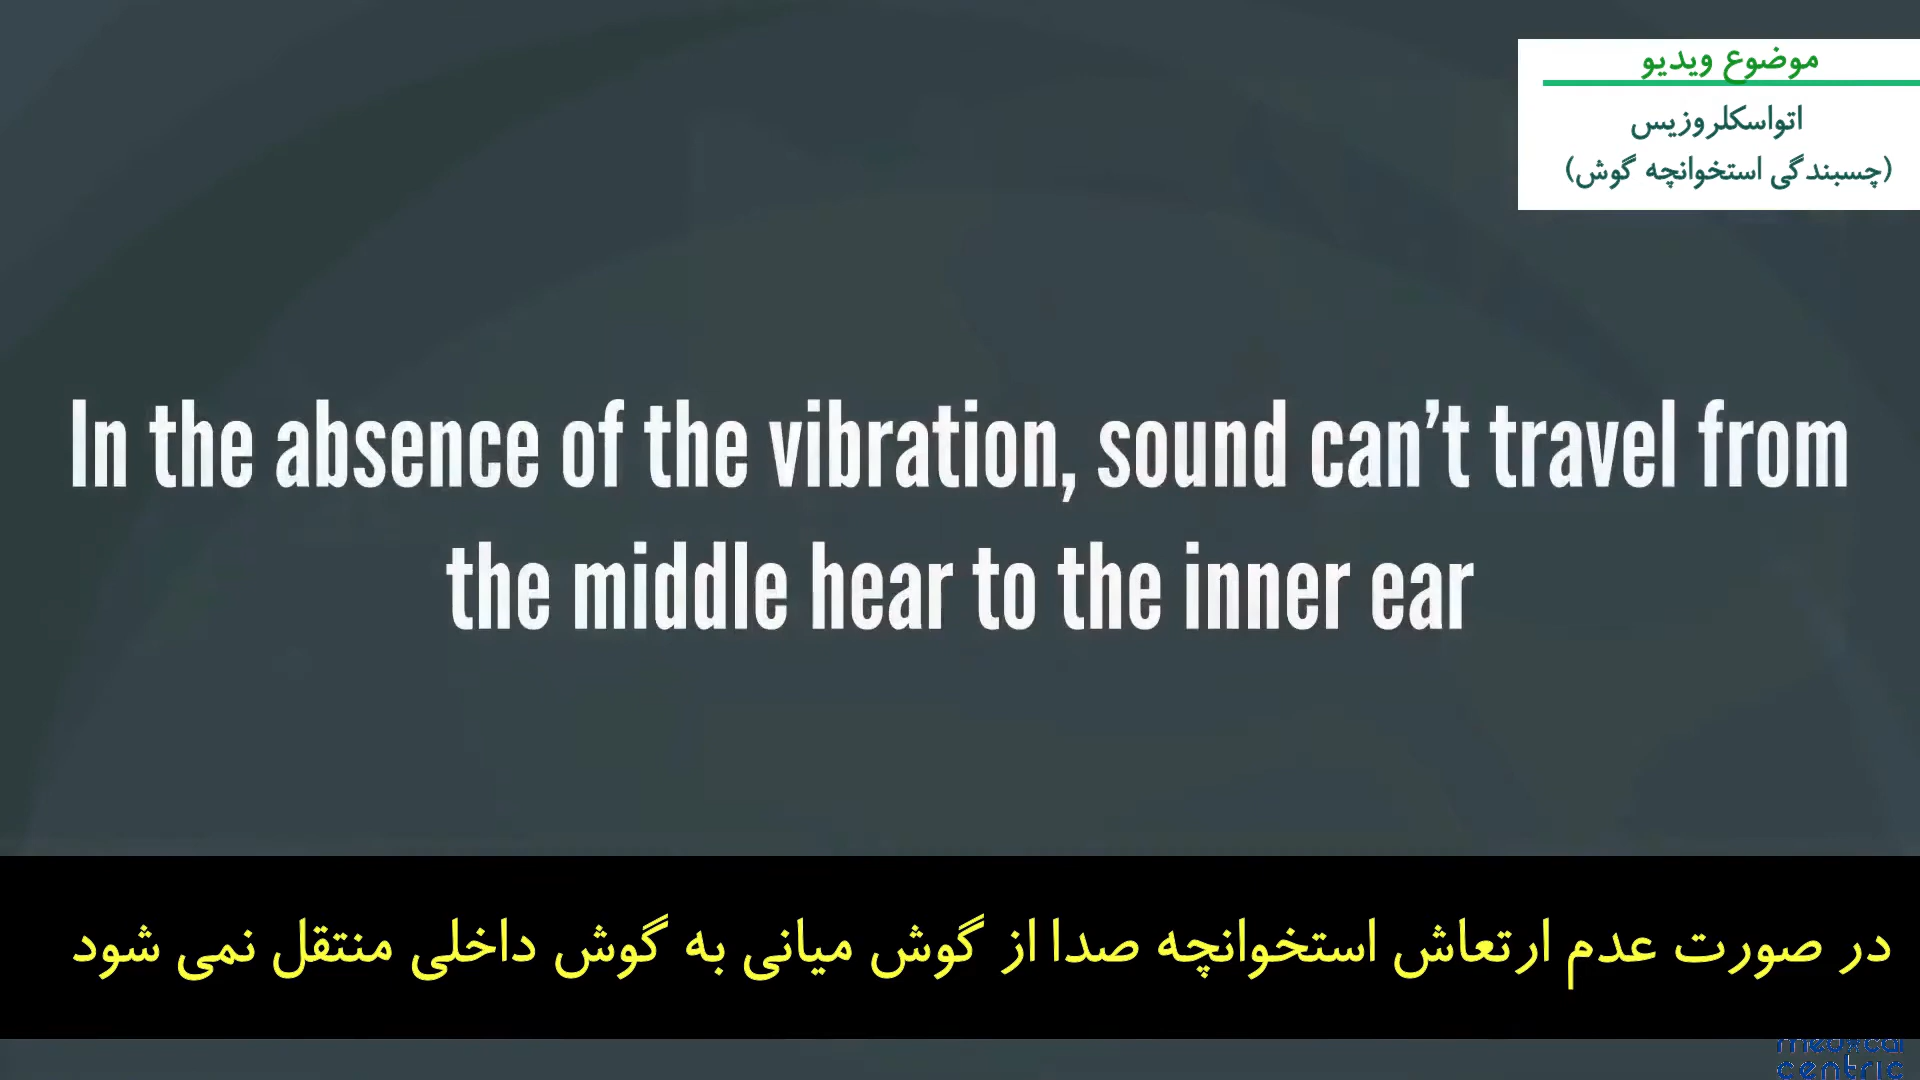 موضوع ویدیو
اتواسکلروزیس
(چسبندگی استخوانچه گوش)
In the absence of the vibration, sound can't travel from
the middle hear to the inner ear
در صورت عدم ارتعاش استخوانچه صدا از گوش میانی به گوش داخلی منتقل نمی شود
medical
centric